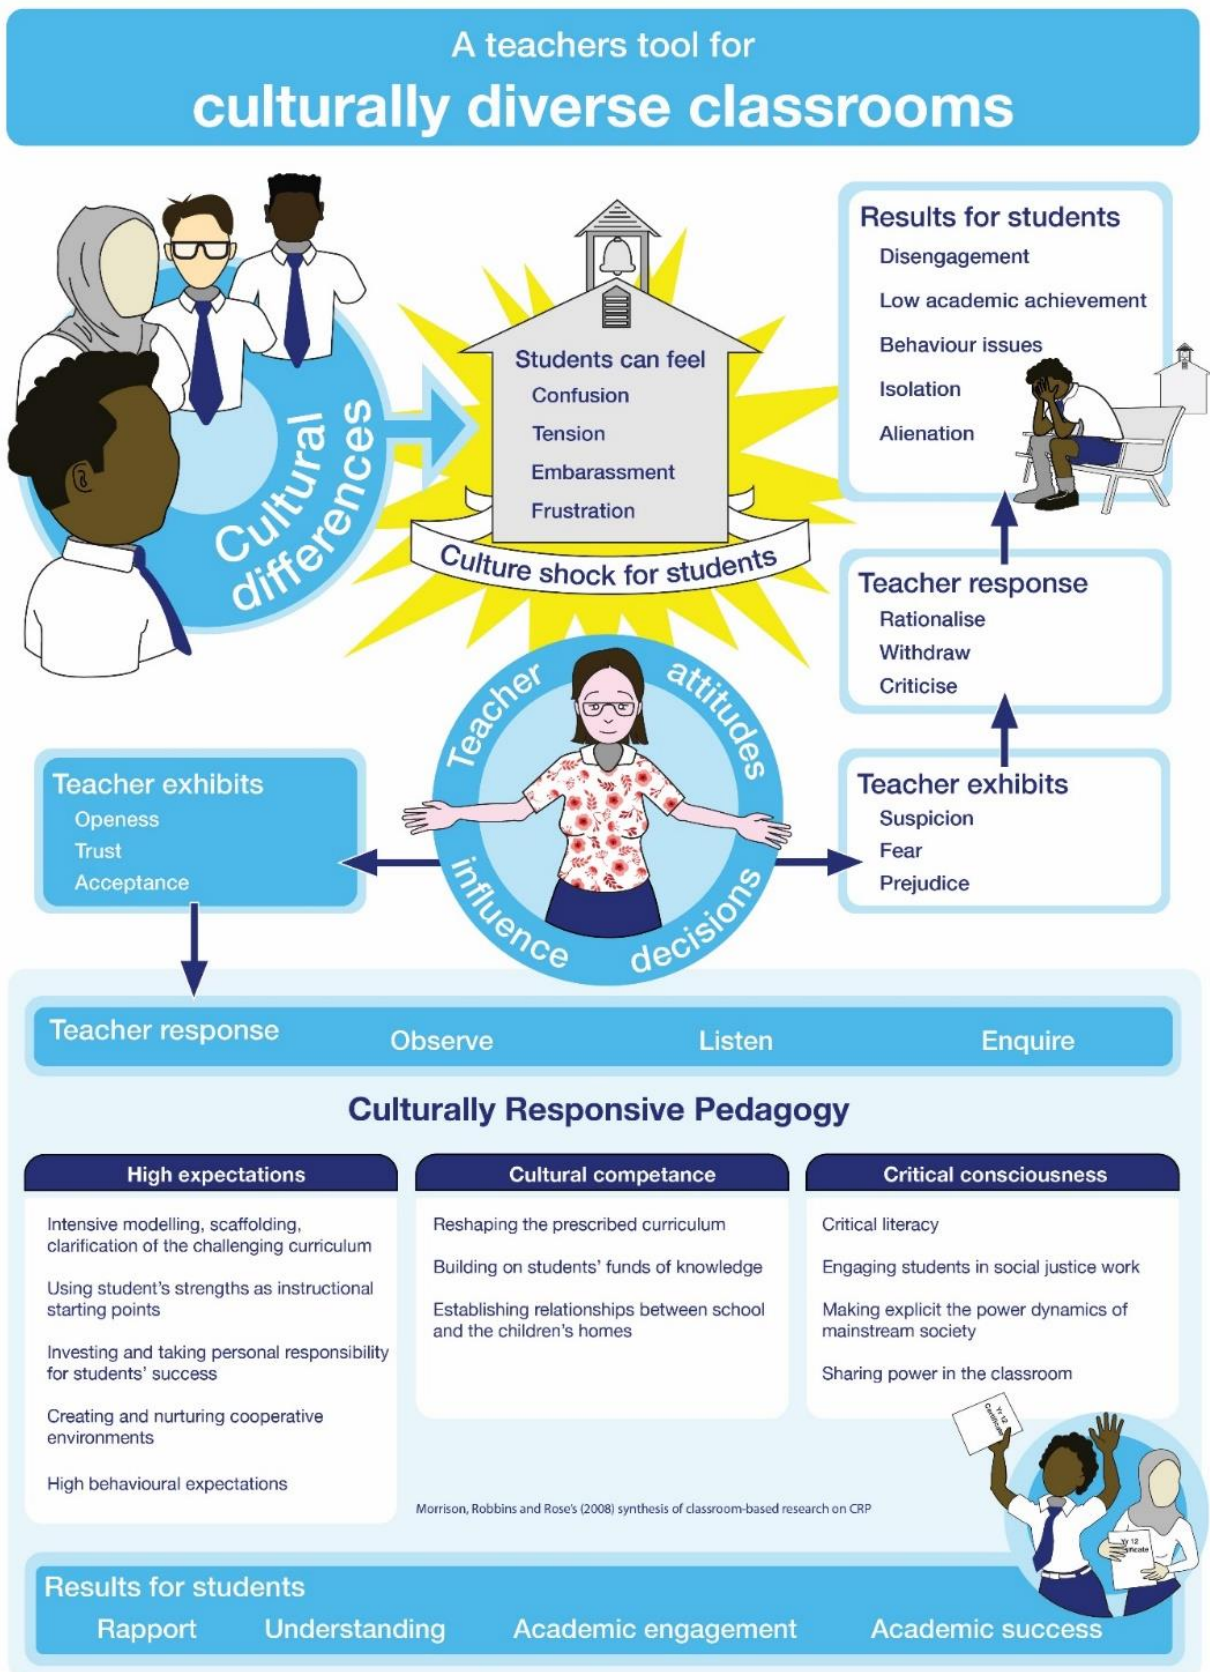 A teachers tool for
culturally diverse classrooms
Cultural
differences
Students can feel
Confusion
Tension
Embarassment
Frustration
Culture shock for students
Results for students
Disengagement
Low academic achievement
Behaviour issues
Isolation
Alienation
Teacher response
Rationalise
Withdraw
Criticise
Teacher exhibits
Suspicion
Fear
Prejudice
Teacher attitudes
influence decisions
Teacher exhibits
Openess
Trust
Acceptance
Teacher response
Observe
Listen
Enquire
Culturally Responsive Pedagogy
High expectations
Intensive modelling, scaffolding,
clarification of the challenging curriculum
Using student's strengths as instructional
starting points
Investing and taking personal responsibility
for students' success
Creating and nurturing cooperative
environments
High behavioural expectations
Cultural competance
Reshaping the prescribed curriculum
Building on students' funds of knowledge
Establishing relationships between school
and the children's homes
Critical consciousness
Critical literacy
Engaging students in social justice work
Making explicit the power dynamics of
mainstream society
Sharing power in the classroom
Yr 12
Certificate
Yr 12
Morrison, Robbins and Rose's (2008) synthesis of classroom-based research on CRP
Results for students
Rapport
Understanding
Academic engagement
Academic success